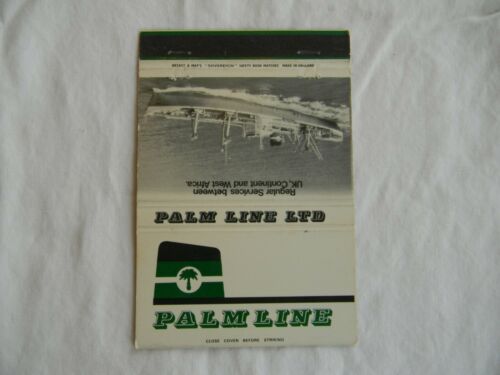 BRYANT & MAY'S "SOVEREIGN" SAFETY BOOK MATCHES MADE IN ENGLAND
Regular Services between
UK, Continent and West Africa.
PALM LINE LTD
PALM LINE
CLOSE COVER BEFORE STRIKING